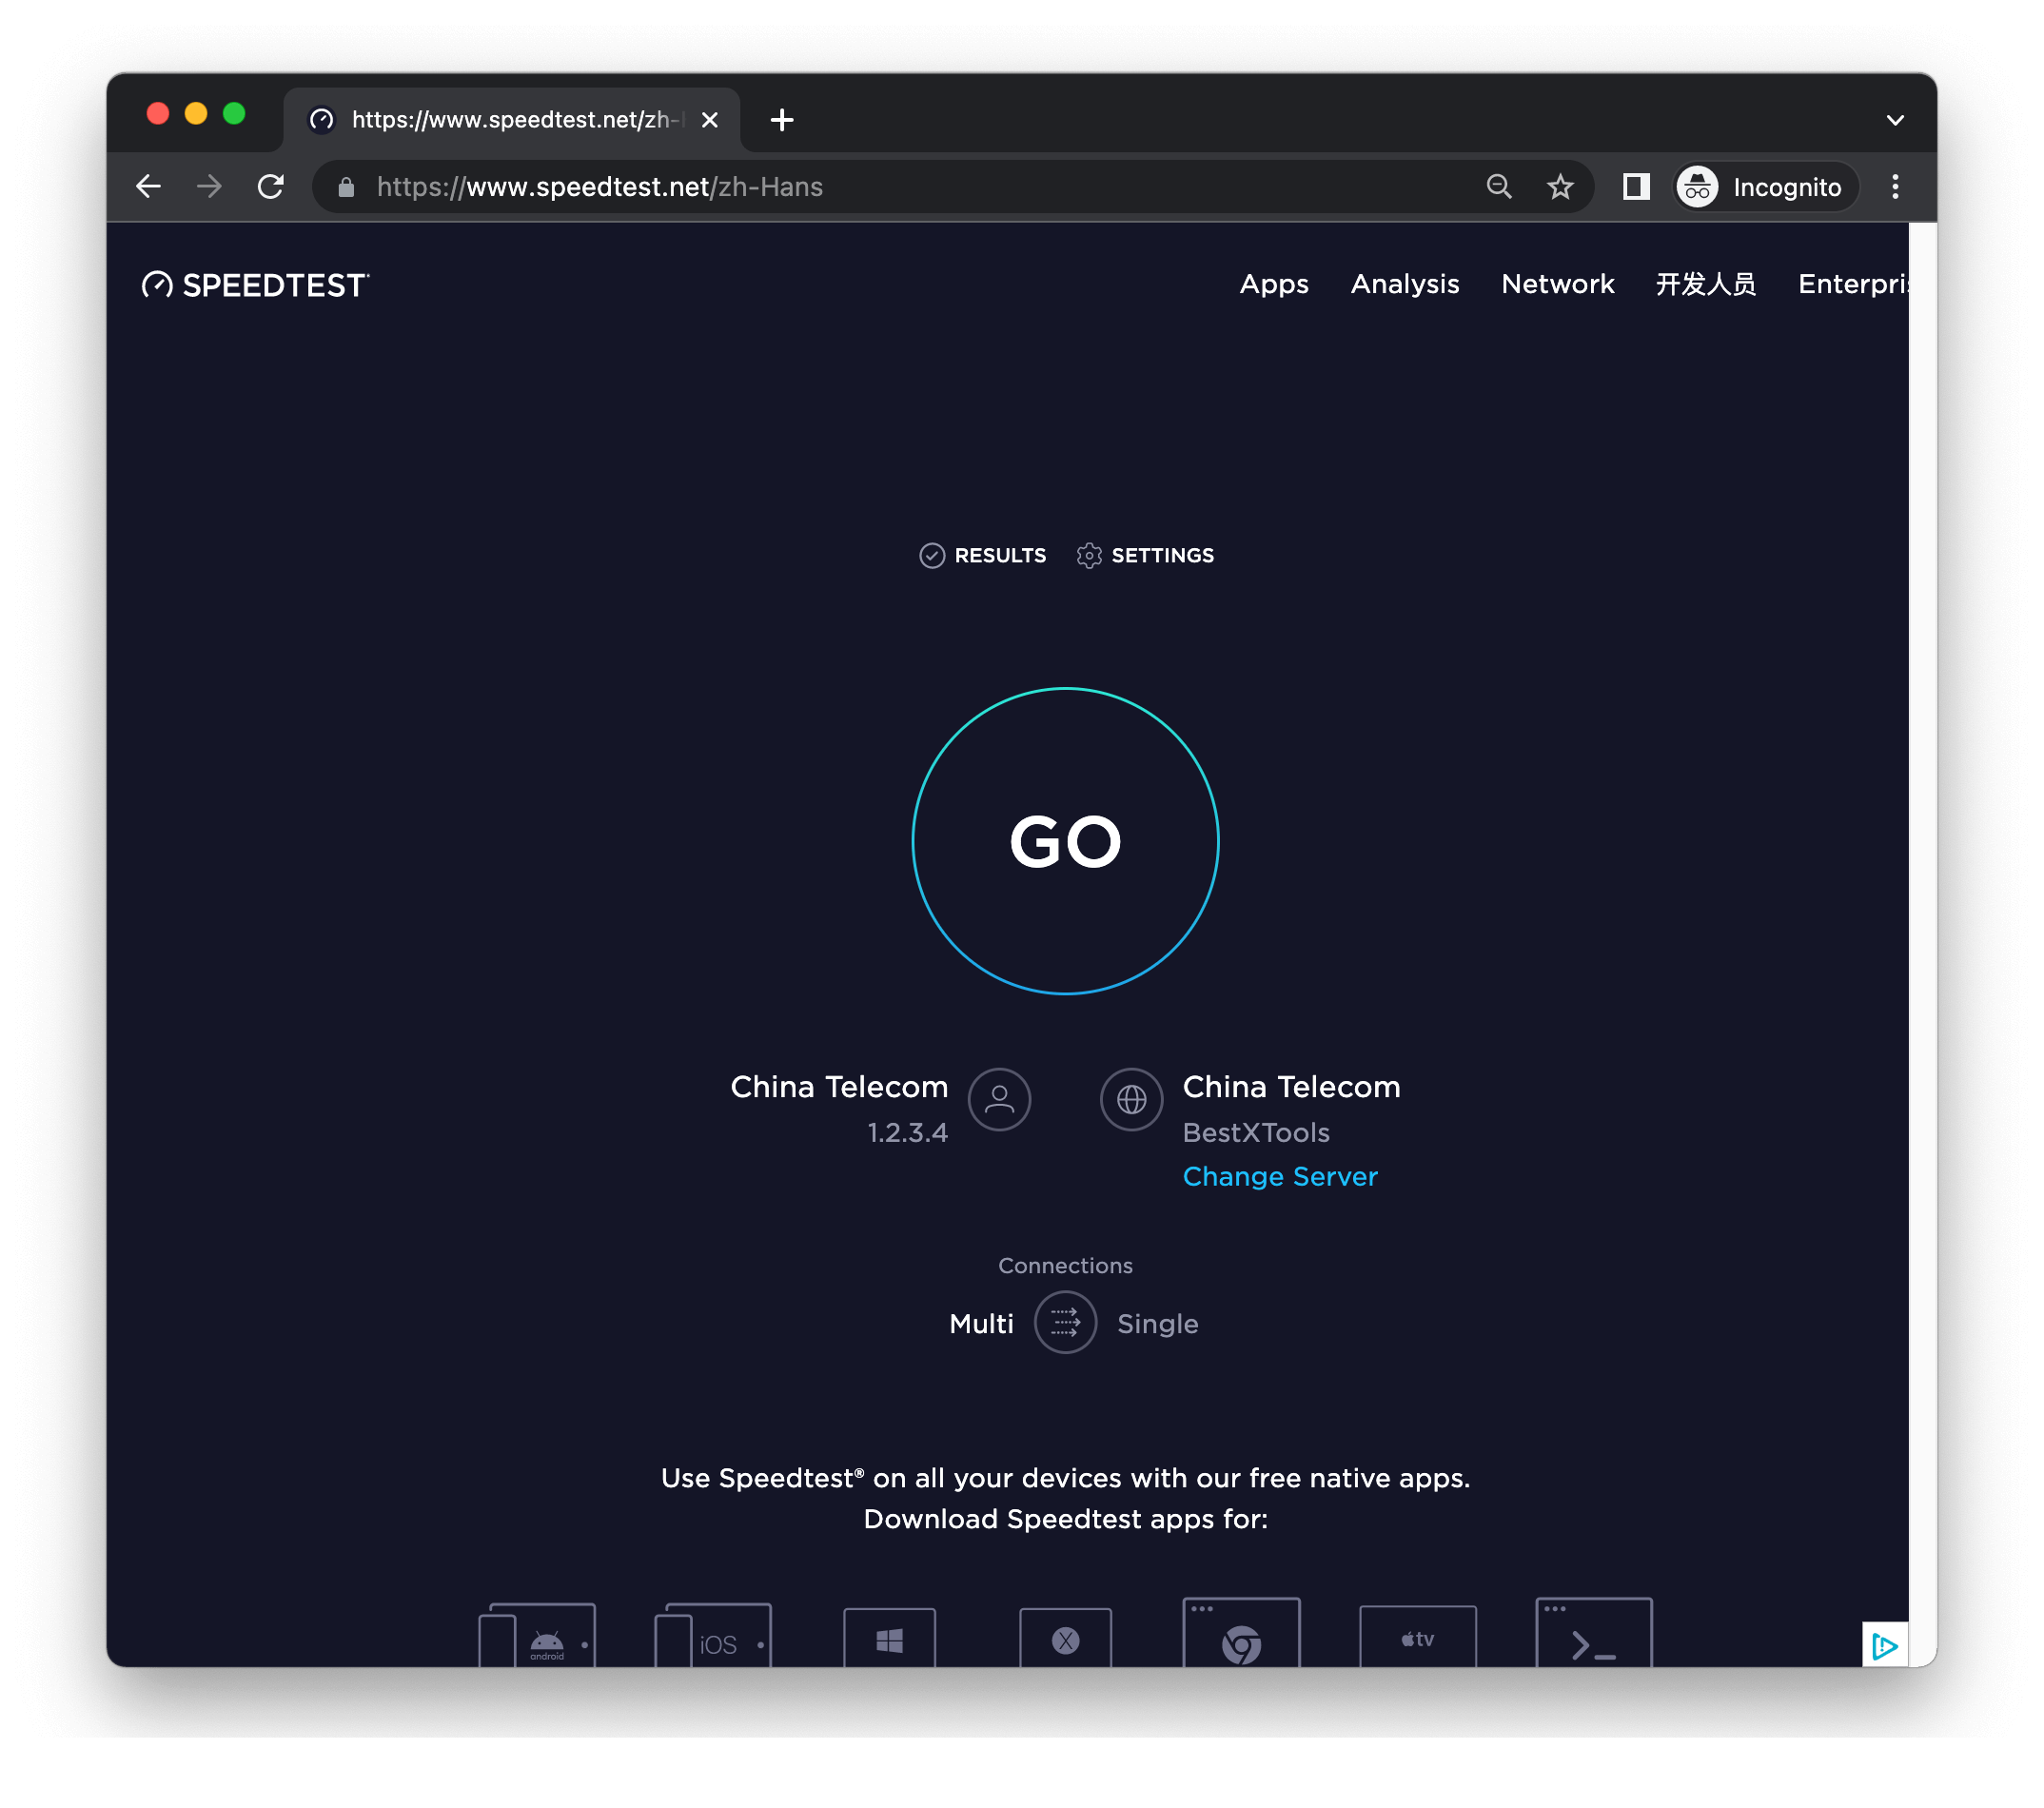 https://www.speedtest.net/zh-
https://www.speedtest.net/zh-Hans
Incognito
SPEEDTEST
Apps Analysis Network 开发人员 Enterpris
RESULTS SETTINGS
GO
China Telecom
1.2.3.4
China Telecom
BestXTools
Change Server
Connections
Multi Single
Use Speedtest® on all your devices with our free native apps.
Download Speedtest apps for:
android
iOS
X
tv